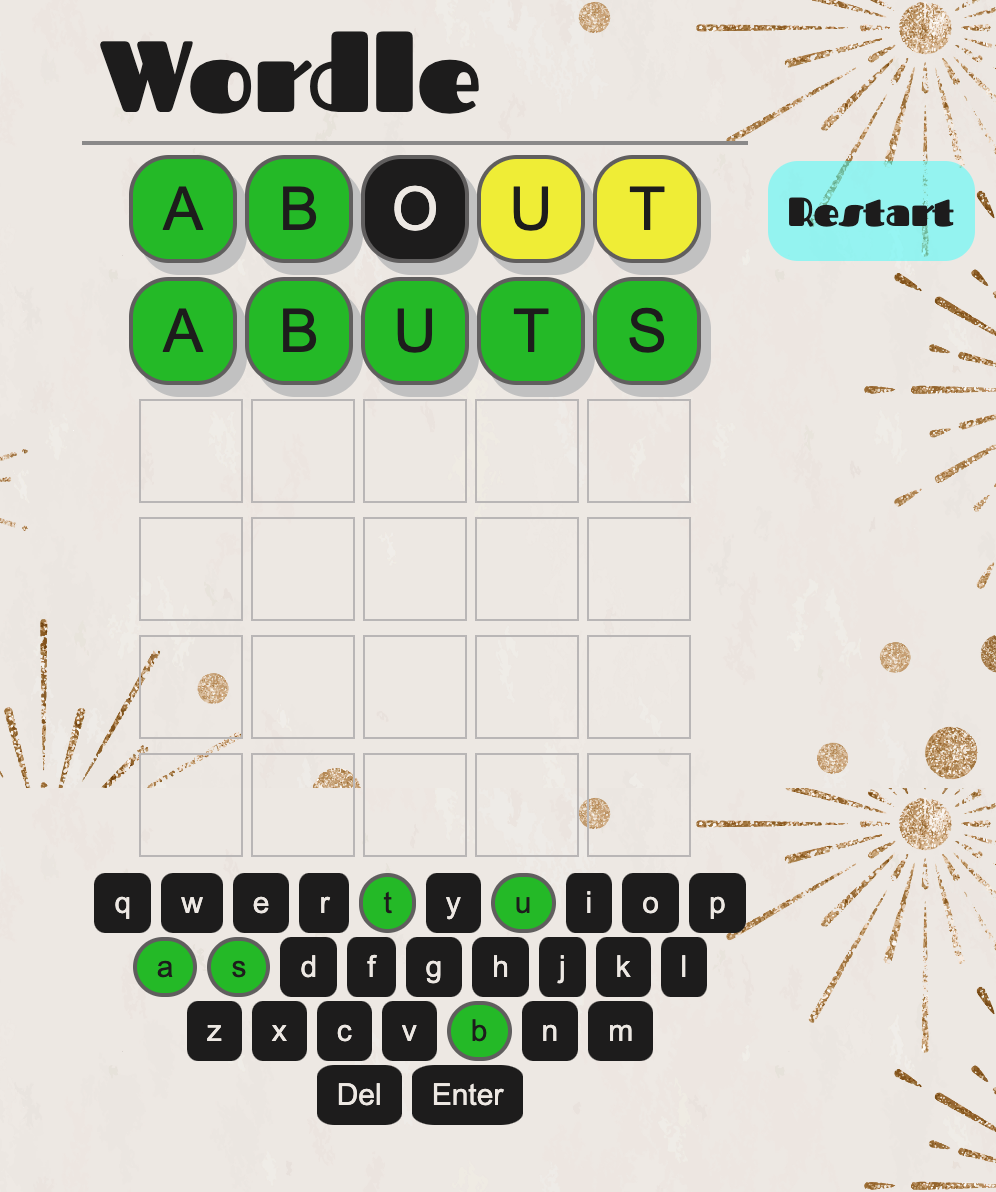 Wordle
A B O U T
Restart
A B U T S
q w e r t y u i o p
a s d f g h j k l
z x c v b n m
Del Enter